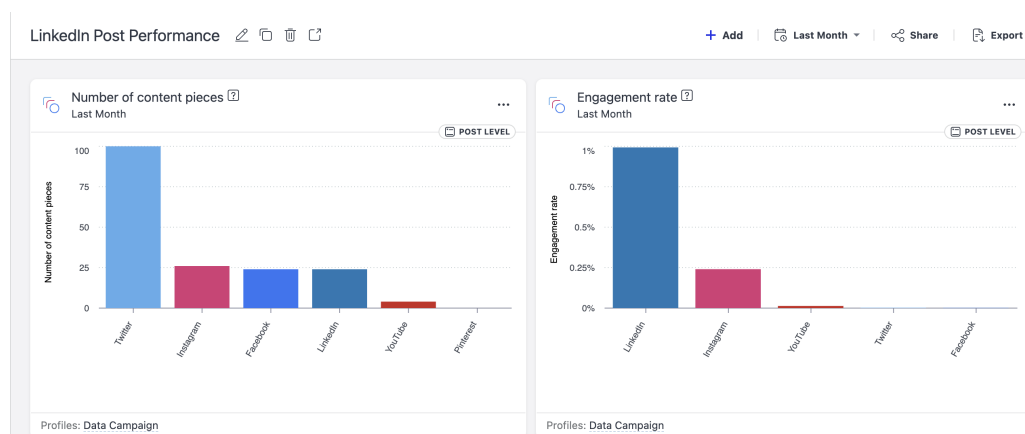 LinkedIn Post Performance
+ Add
Last Month
Share
Export
Number of content pieces ?
Last Month
POST LEVEL
Number of content pieces
100
75
50
25
0
Twitter
Instagram
Facebook
LinkedIn
YouTube
Pinterest
Profiles: Data Campaign
Engagement rate ?
Last Month
POST LEVEL
Engagement rate
1%
0.75%
0.5%
0.25%
0%
LinkedIn
Instagram
YouTube
Twitter
Facebook
Profiles: Data Campaign